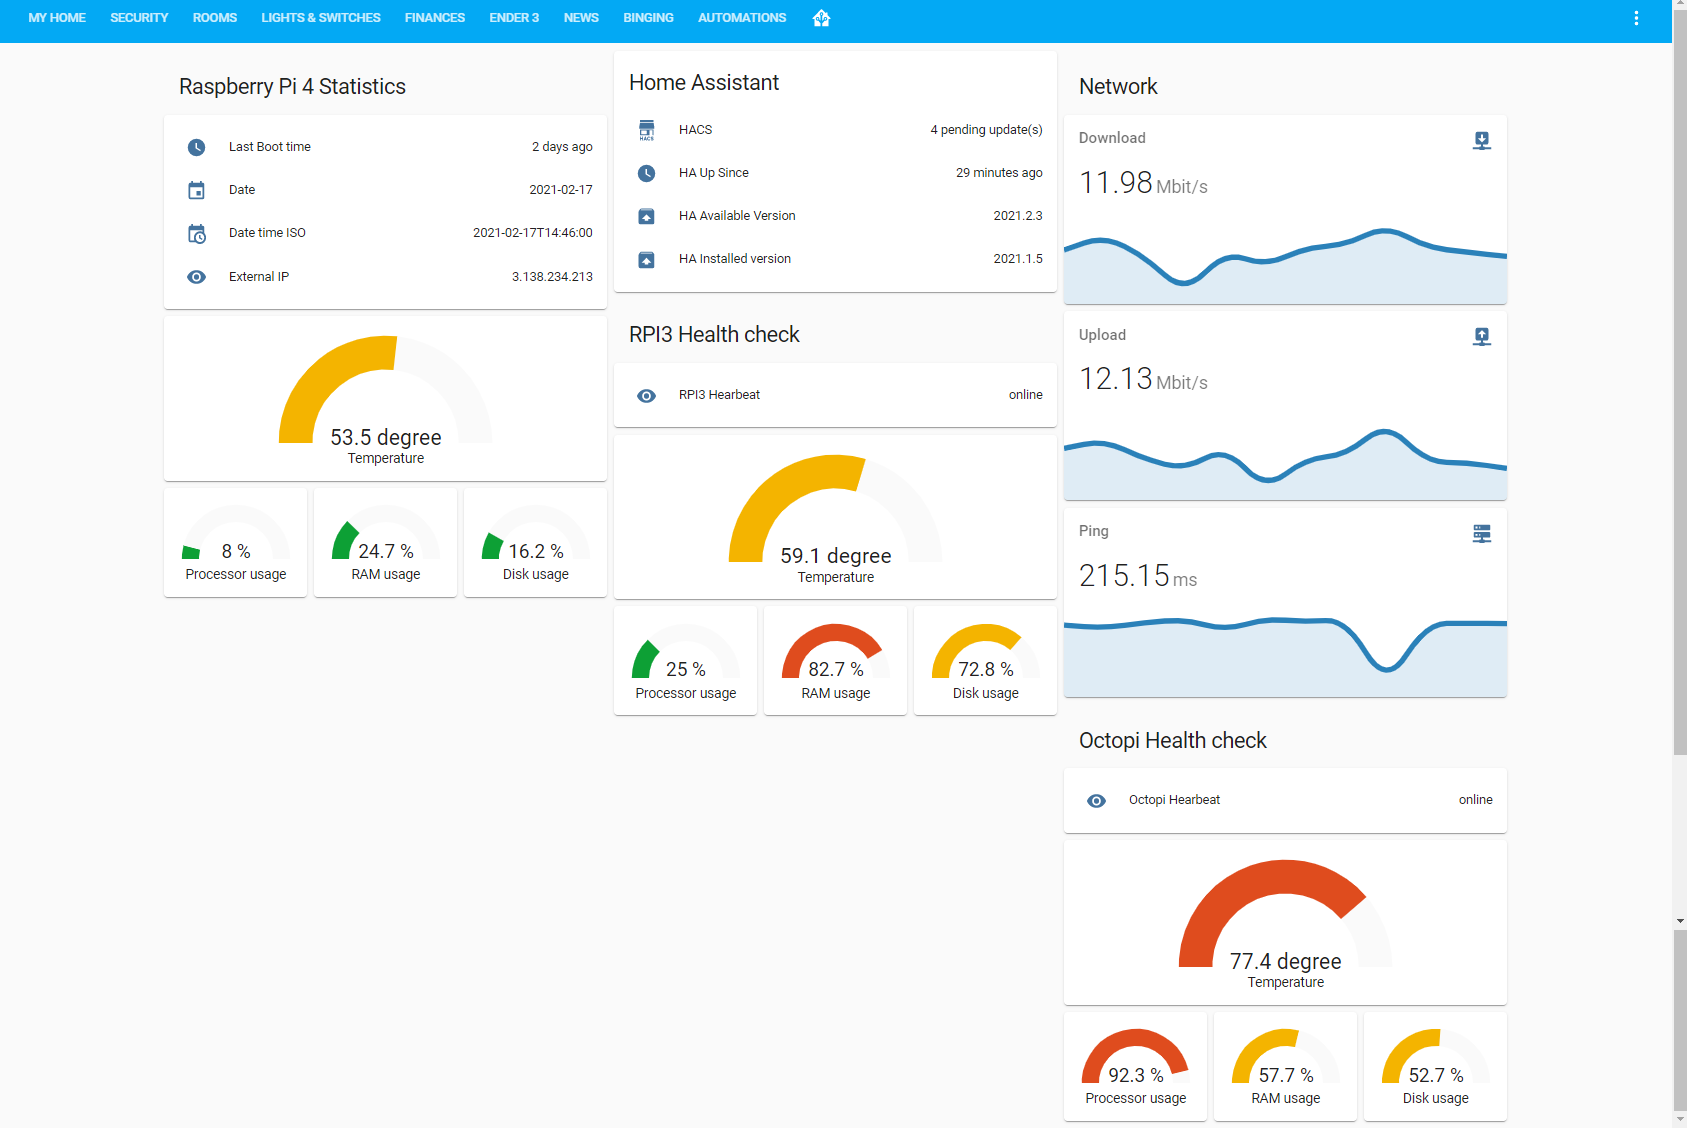 MY HOME SECURITY ROOMS LIGHTS & SWITCHES FINANCES ENDER 3 NEWS BINGING AUTOMATIONS
Raspberry Pi 4 Statistics
Last Boot time 2 days ago
Date 2021-02-17
Date time ISO 2021-02-17T14:46:00
External IP 3.138.234.213
53.5 degree
Temperature
8 %
Processor usage
24.7 %
RAM usage
16.2 %
Disk usage
Home Assistant
HACS
HACS 4 pending update(s)
HA Up Since 29 minutes ago
HA Available Version 2021.2.3
HA Installed version 2021.1.5
RPI3 Health check
RPI3 Hearbeat online
59.1 degree
Temperature
25 %
Processor usage
82.7 %
RAM usage
72.8 %
Disk usage
Network
Download
11.98 Mbit/s
Upload
12.13 Mbit/s
Ping
215.15 ms
Octopi Health check
Octopi Hearbeat online
77.4 degree
Temperature
92.3 %
Processor usage
57.7 %
RAM usage
52.7 %
Disk usage